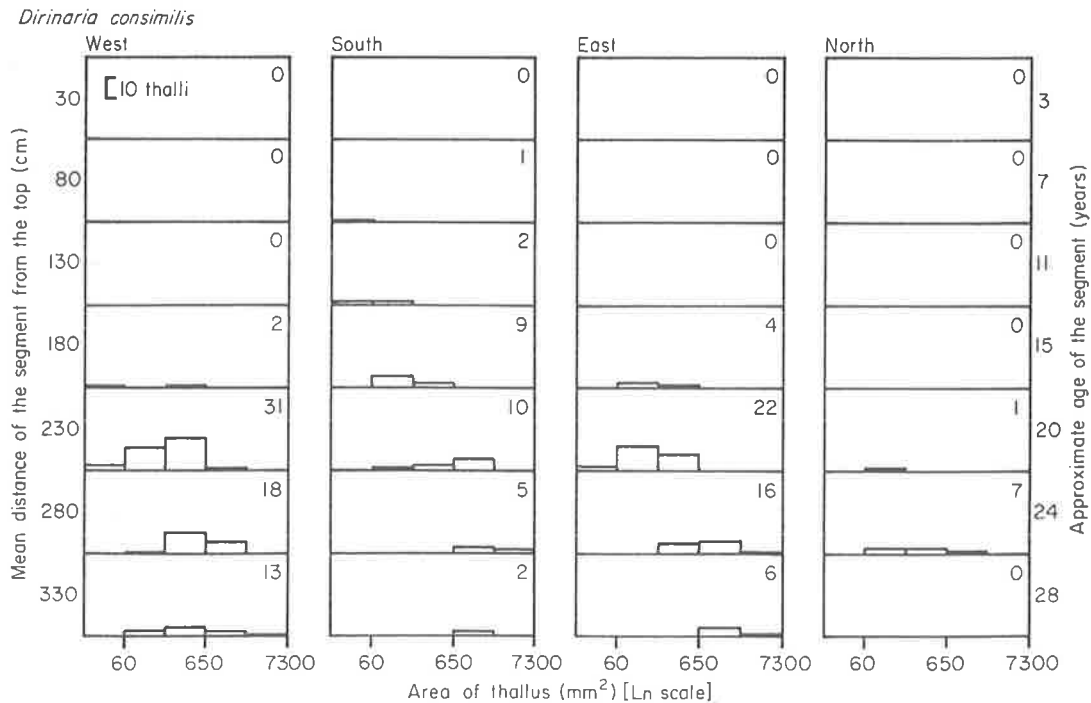 Dirinaria consimilis
West South East North
10 thalli
0 0 0 0
30 3
0 1 0 0
80 7
0 2 0 0
130 11
2 9 4 0
180 15
31 10 22 1
230 20
18 5 16 7
280 24
13 2 6 0
330 28
60 650 7300 60 650 7300 60 650 7300 60 650 7300
Area of thallus (mm²) [Ln scale]
Mean distance of the segment from the top (cm)
Approximate age of the segment (years)